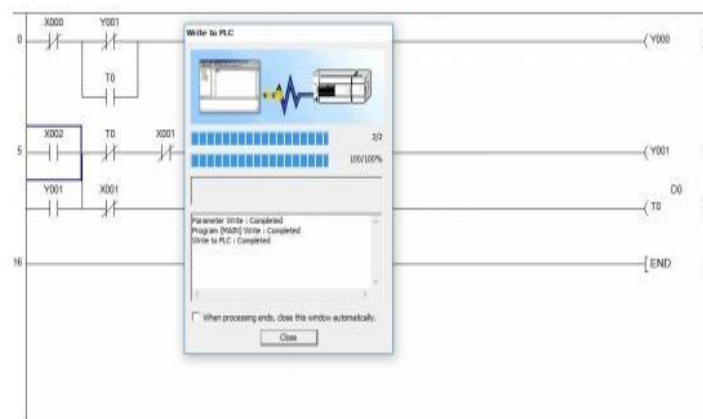 X000 Y001
0 Y000
T0
X002 T0 X001
5 Y001
Y001 X001 D0
T0
16 END
Write to PLC
2/2
100/100%
Parameter Write : Completed
Program (MAIN) Write : Completed
Write to PLC : Completed
When processing ends, close this window automatically.
Close